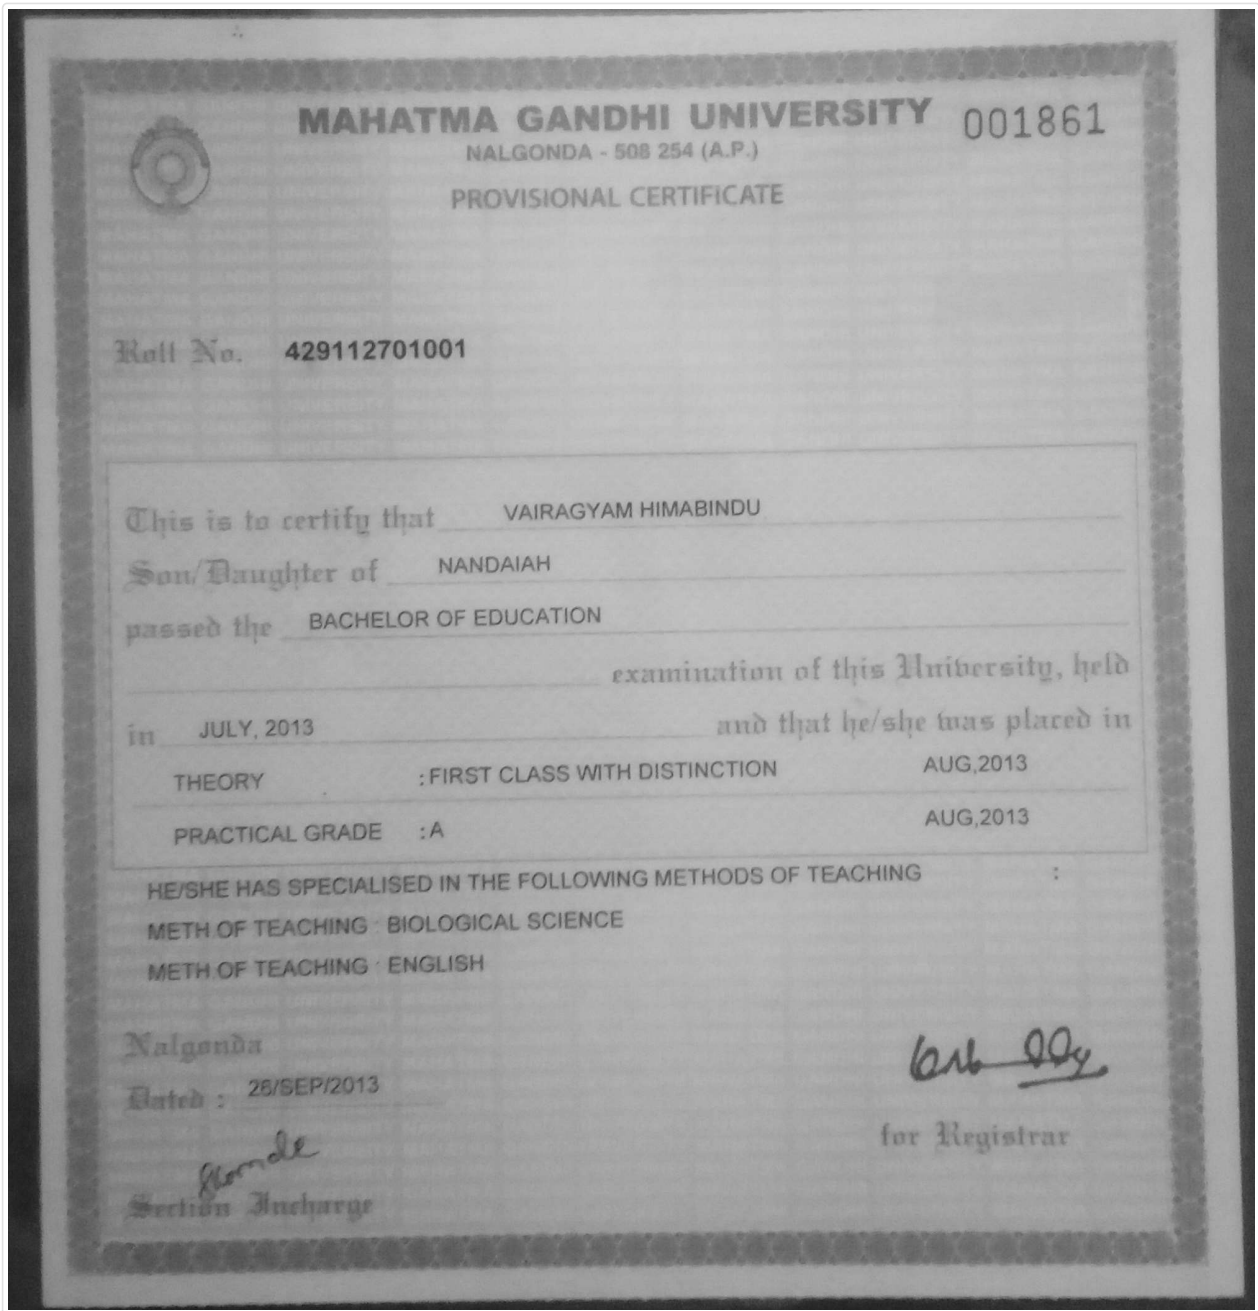 MAHATMA GANDHI UNIVERSITY 001861
NALGONDA - 508 254 (A.P.)
PROVISIONAL CERTIFICATE
Roll No. 429112701001
This is to certify that VAIRAGYAM HIMABINDU
Son/Daughter of NANDAIAH
passed the BACHELOR OF EDUCATION
examination of this University, held
in JULY, 2013 and that he/she was placed in
THEORY : FIRST CLASS WITH DISTINCTION AUG,2013
PRACTICAL GRADE : A AUG,2013
HE/SHE HAS SPECIALISED IN THE FOLLOWING METHODS OF TEACHING :
METH OF TEACHING : BIOLOGICAL SCIENCE
METH.OF TEACHING : ENGLISH
Nalgonda
Dated : 26/SEP/2013
for Registrar
Section Incharge